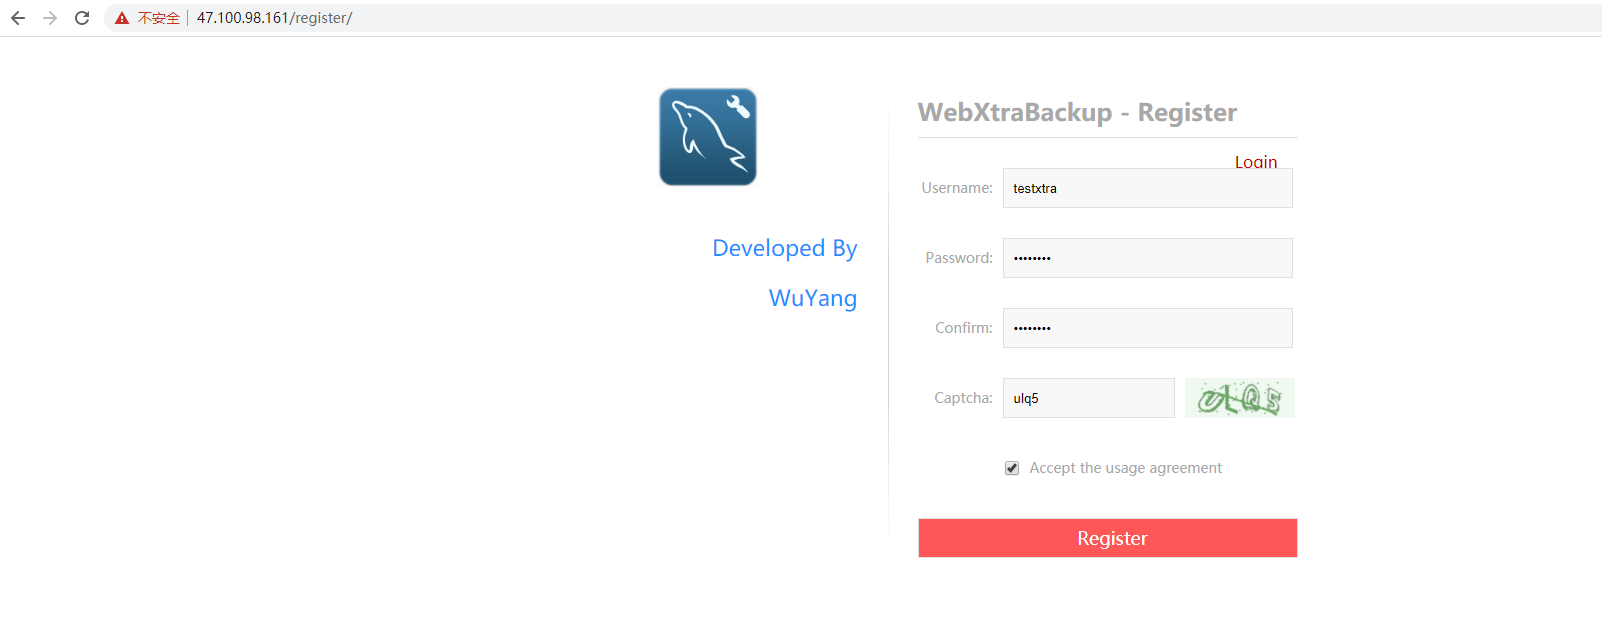 不安全 47.100.98.161/register/
WebXtraBackup - Register
Login
Username: testxtra
Developed By
Password: ••••••••
WuYang
Confirm: ••••••••
Captcha: ulq5 uLQ5
Accept the usage agreement
Register